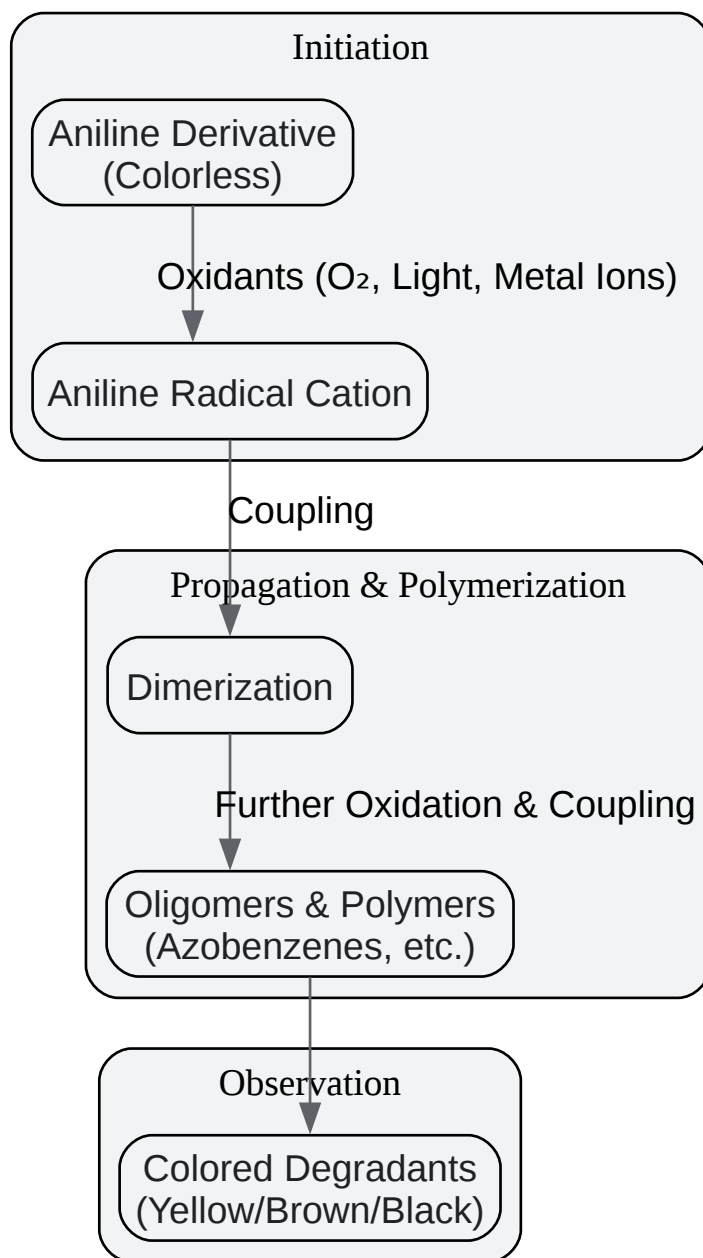 Initiation
Aniline Derivative
(Colorless)
Oxidants (O₂, Light, Metal Ions)
Aniline Radical Cation
Coupling
Propagation & Polymerization
Dimerization
Further Oxidation & Coupling
Oligomers & Polymers
(Azobenzenes, etc.)
Observation
Colored Degradants
(Yellow/Brown/Black)